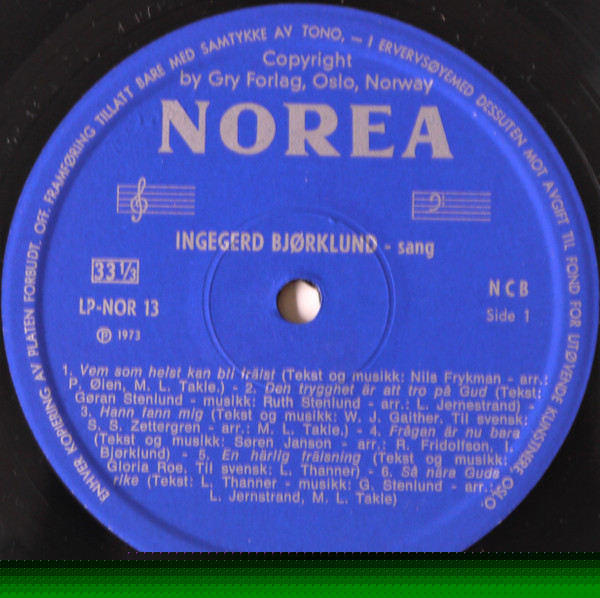 ENHVER KOPIERING AV PLATEN FORBUDT. OFF. FRAMFØRING TILLATT BARE MED SAMTYKKE AV TONO, — I ERVERVSØYEMED DESSUTEN MOT AVGIFT TIL FOND FOR UTØVENDE KUNSTNERE, OSLO.
Copyright
by Gry Forlag, Oslo, Norway
NOREA
INGEGERD BJØRKLUND - sang
33 1/3
LP-NOR 13
Ⓟ 1973
NCB
Side 1
1. Vem som helst kan bli frälst (Tekst og musikk: Nils Frykman - arr.:
P. Øien, M. L. Takle.) - 2. Den trygghet är att tro på Gud (Tekst:
Gøran Stenlund - musikk: Ruth Stenlund - arr.: L. Jernestrand) -
3. Hann fann mig (Tekst og musikk: W. J. Gaither. Til svensk:
S. S. Zettergren - arr.: M. L. Takle.) - 4. Frågan är nu bara
(Tekst og musikk: Søren Janson - arr.: R. Fridolfson, I.
Bjørklund) - 5. En härlig frälsning (Tekst og musikk:
Gloria Roe. Til svensk: L. Thanner) - 6. Så nära Guds
rike (Tekst: L. Thanner - musikk: G. Stenlund - arr.:
L. Jernstrand, M. L. Takle)